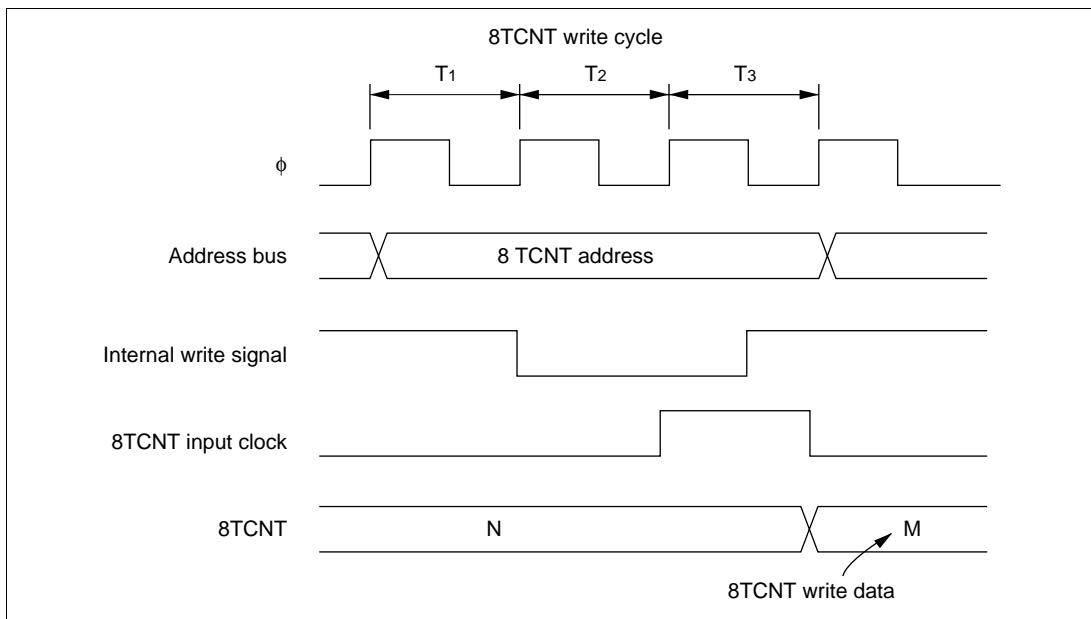 8TCNT write cycle
T1 T2 T3
ϕ
Address bus
8 TCNT address
Internal write signal
8TCNT input clock
8TCNT
N
M
8TCNT write data